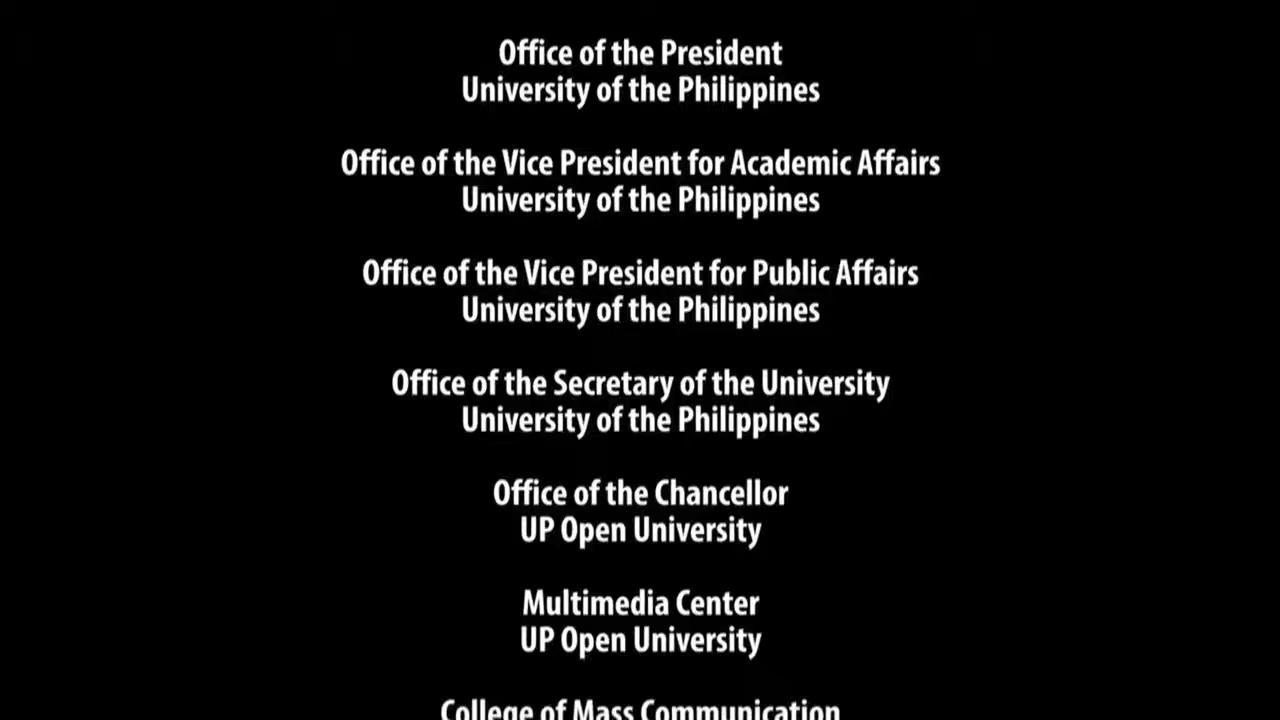 Office of the President
University of the Philippines
Office of the Vice President for Academic Affairs
University of the Philippines
Office of the Vice President for Public Affairs
University of the Philippines
Office of the Secretary of the University
University of the Philippines
Office of the Chancellor
UP Open University
Multimedia Center
UP Open University
College of Mass Communication